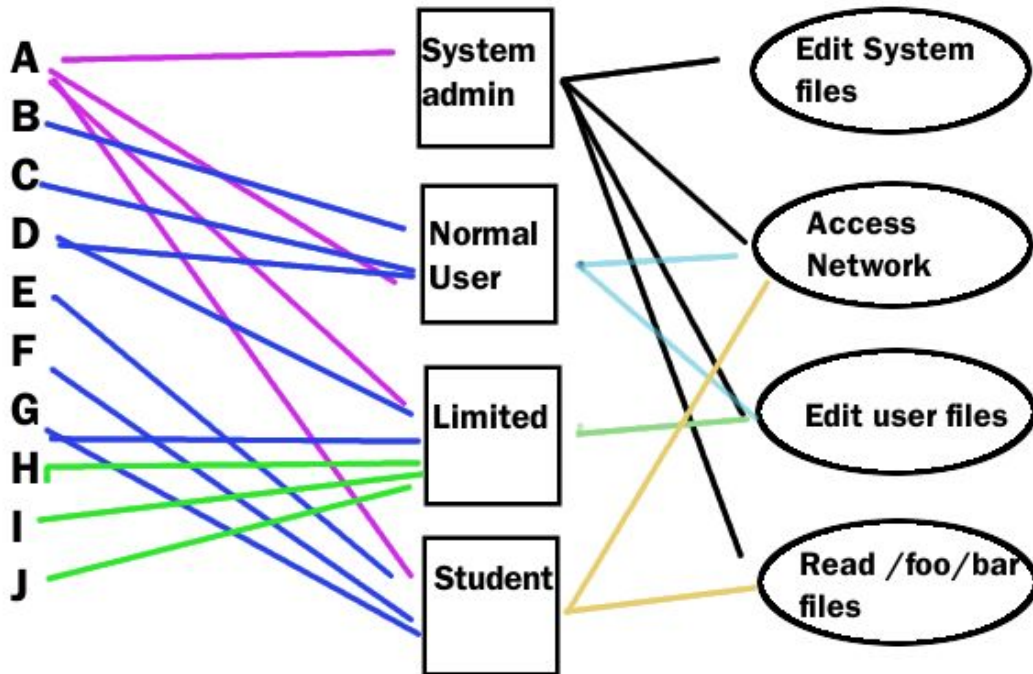 A
B
C
D
E
F
G
H
I
J
System
admin
Normal
User
Limited
Student
Edit System
files
Access
Network
Edit user files
Read /foo/bar
files